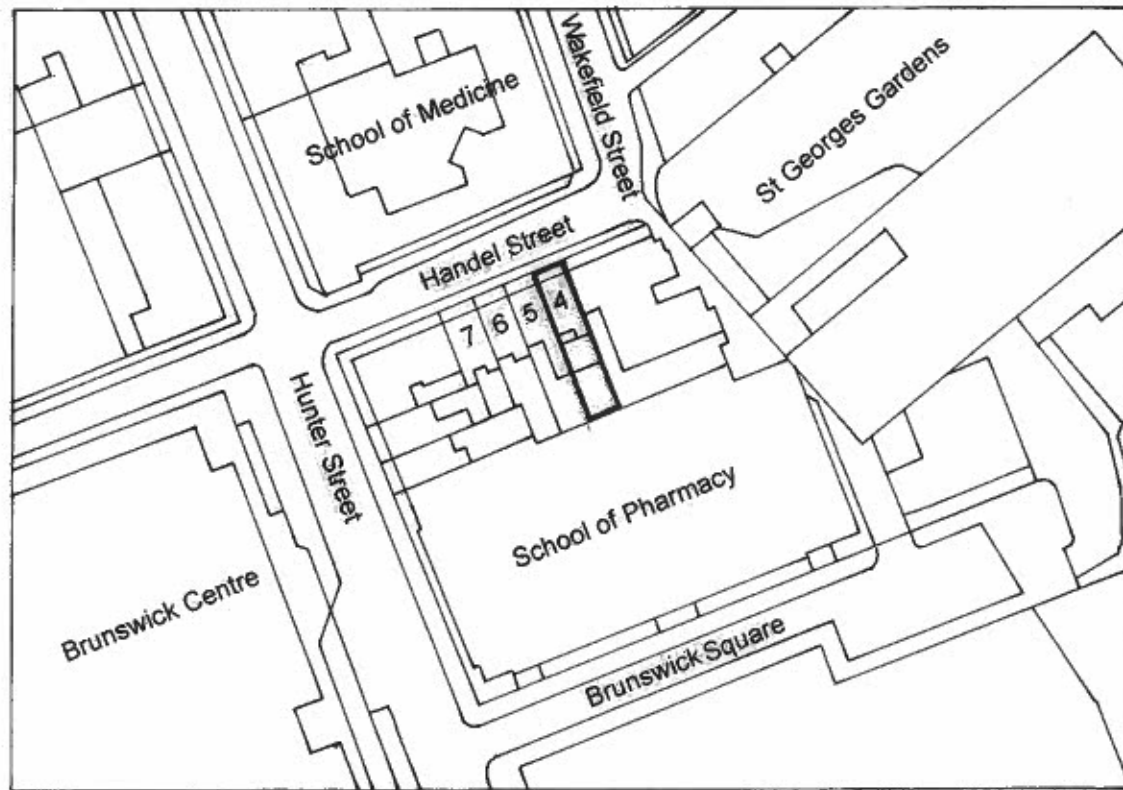 Wakefield Street
School of Medicine
St Georges Gardens
Handel Street
4
5
6
7
Hunter Street
School of Pharmacy
Brunswick Centre
Brunswick Square